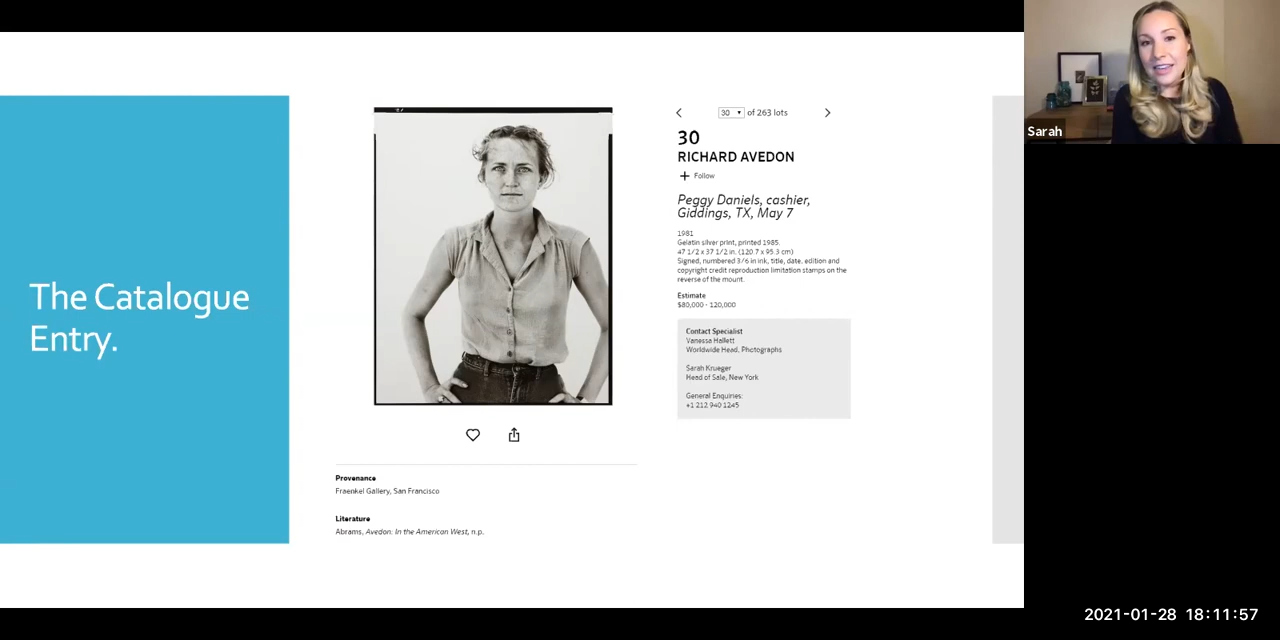 The Catalogue
Entry.
30 of 263 lots
30
RICHARD AVEDON
+ Follow
Peggy Daniels, cashier,
Giddings, TX, May 7
1981
Gelatin silver print, printed 1985.
47 1/2 x 37 1/2 in. (120.7 x 95.3 cm)
Signed, numbered 3/6 in ink, title, date, edition and
copyright credit reproduction limitation stamps on the
reverse of the mount.
Estimate
$80,000 - 120,000
Contact Specialist
Vanessa Hallett
Worldwide Head, Photographs
Sarah Krueger
Head of Sale, New York
General Enquiries:
+1 212 940 1245
Provenance
Fraenkel Gallery, San Francisco
Literature
Abrams, Avedon: In the American West, n.p.
Sarah
2021-01-28 18:11:57